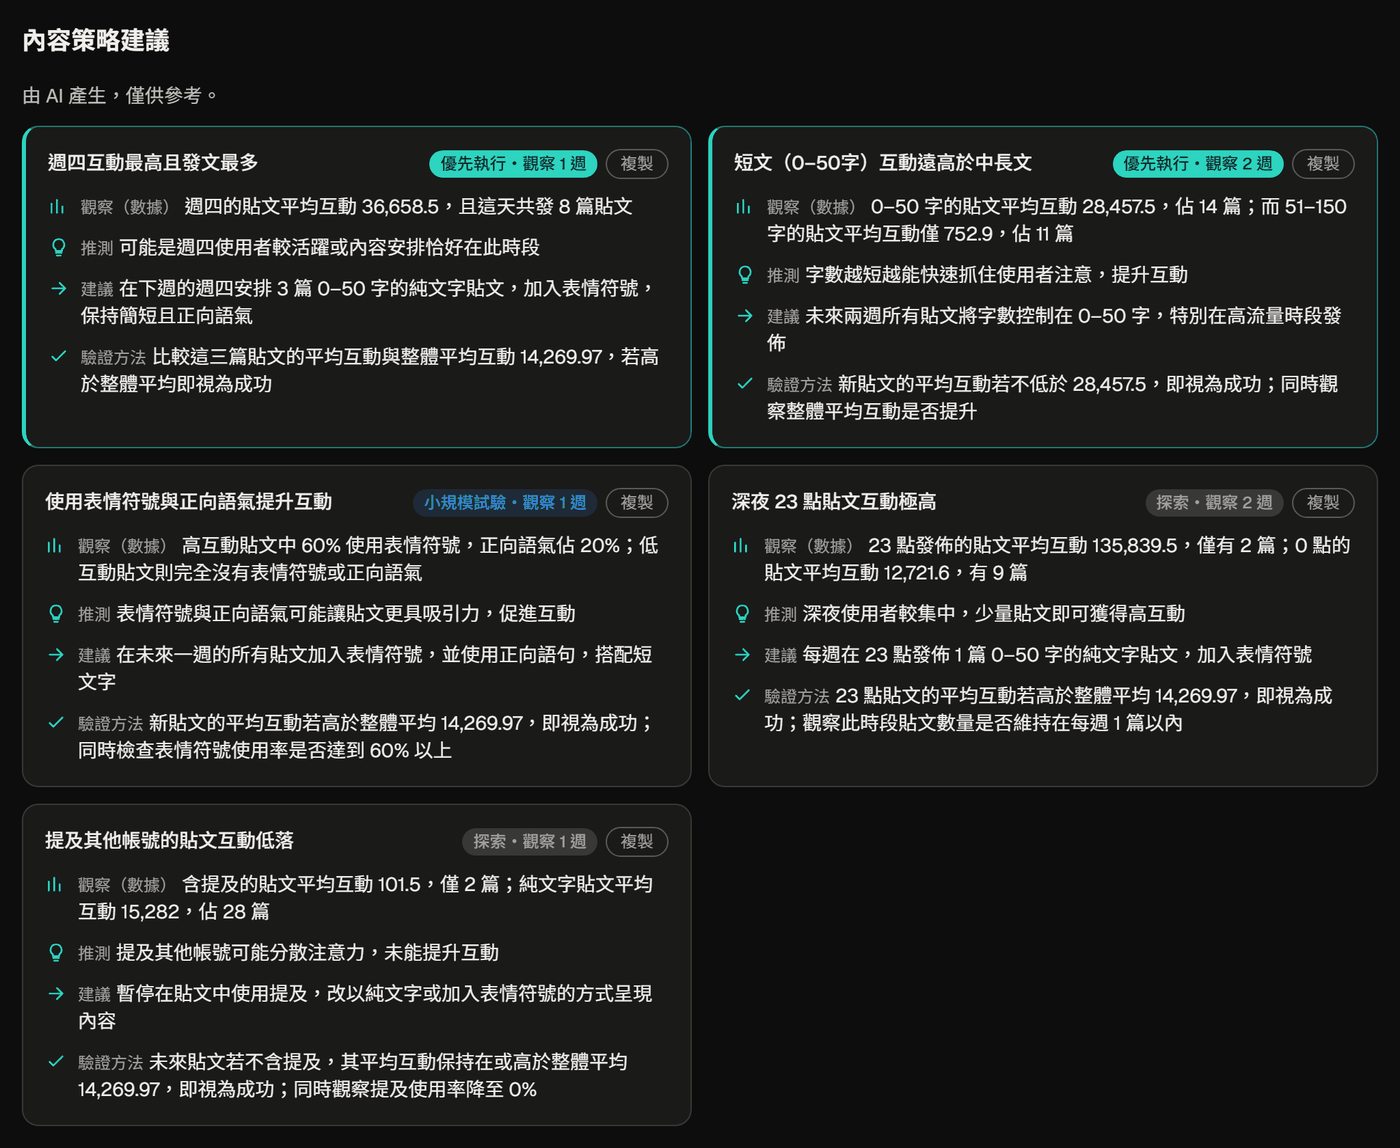 內容策略建議
由 AI 產生，僅供參考。
週四互動最高且發文最多
優先執行・觀察 1 週
複製
觀察（數據） 週四的貼文平均互動 36,658.5，且這天共發 8 篇貼文
推測 可能是週四使用者較活躍或內容安排恰好在此時段
建議 在下週的週四安排 3 篇 0–50 字的純文字貼文，加入表情符號，
保持簡短且正向語氣
驗證方法 比較這三篇貼文的平均互動與整體平均互動 14,269.97，若高
於整體平均即視為成功
短文（0–50字）互動遠高於中長文
優先執行・觀察 2 週
複製
觀察（數據） 0–50 字的貼文平均互動 28,457.5，佔 14 篇；而 51–150
字的貼文平均互動僅 752.9，佔 11 篇
推測 字數越短越能快速抓住使用者注意，提升互動
建議 未來兩週所有貼文將字數控制在 0–50 字，特別在高流量時段發
佈
驗證方法 新貼文的平均互動若不低於 28,457.5，即視為成功；同時觀
察整體平均互動是否提升
使用表情符號與正向語氣提升互動
小規模試驗・觀察 1 週
複製
觀察（數據） 高互動貼文中 60% 使用表情符號，正向語氣佔 20%；低
互動貼文則完全沒有表情符號或正向語氣
推測 表情符號與正向語氣可能讓貼文更具吸引力，促進互動
建議 在未來一週的所有貼文加入表情符號，並使用正向語句，搭配短
文字
驗證方法 新貼文的平均互動若高於整體平均 14,269.97，即視為成功；
同時檢查表情符號使用率是否達到 60% 以上
深夜 23 點貼文互動極高
探索・觀察 2 週
複製
觀察（數據） 23 點發佈的貼文平均互動 135,839.5，僅有 2 篇；0 點的
貼文平均互動 12,721.6，有 9 篇
推測 深夜使用者較集中，少量貼文即可獲得高互動
建議 每週在 23 點發佈 1 篇 0–50 字的純文字貼文，加入表情符號
驗證方法 23 點貼文的平均互動若高於整體平均 14,269.97，即視為成
功；觀察此時段貼文數量是否維持在每週 1 篇以內
提及其他帳號的貼文互動低落
探索・觀察 1 週
複製
觀察（數據） 含提及的貼文平均互動 101.5，僅 2 篇；純文字貼文平均
互動 15,282，佔 28 篇
推測 提及其他帳號可能分散注意力，未能提升互動
建議 暫停在貼文中使用提及，改以純文字或加入表情符號的方式呈現
內容
驗證方法 未來貼文若不含提及，其平均互動保持在或高於整體平均
14,269.97，即視為成功；同時觀察提及使用率降至 0%